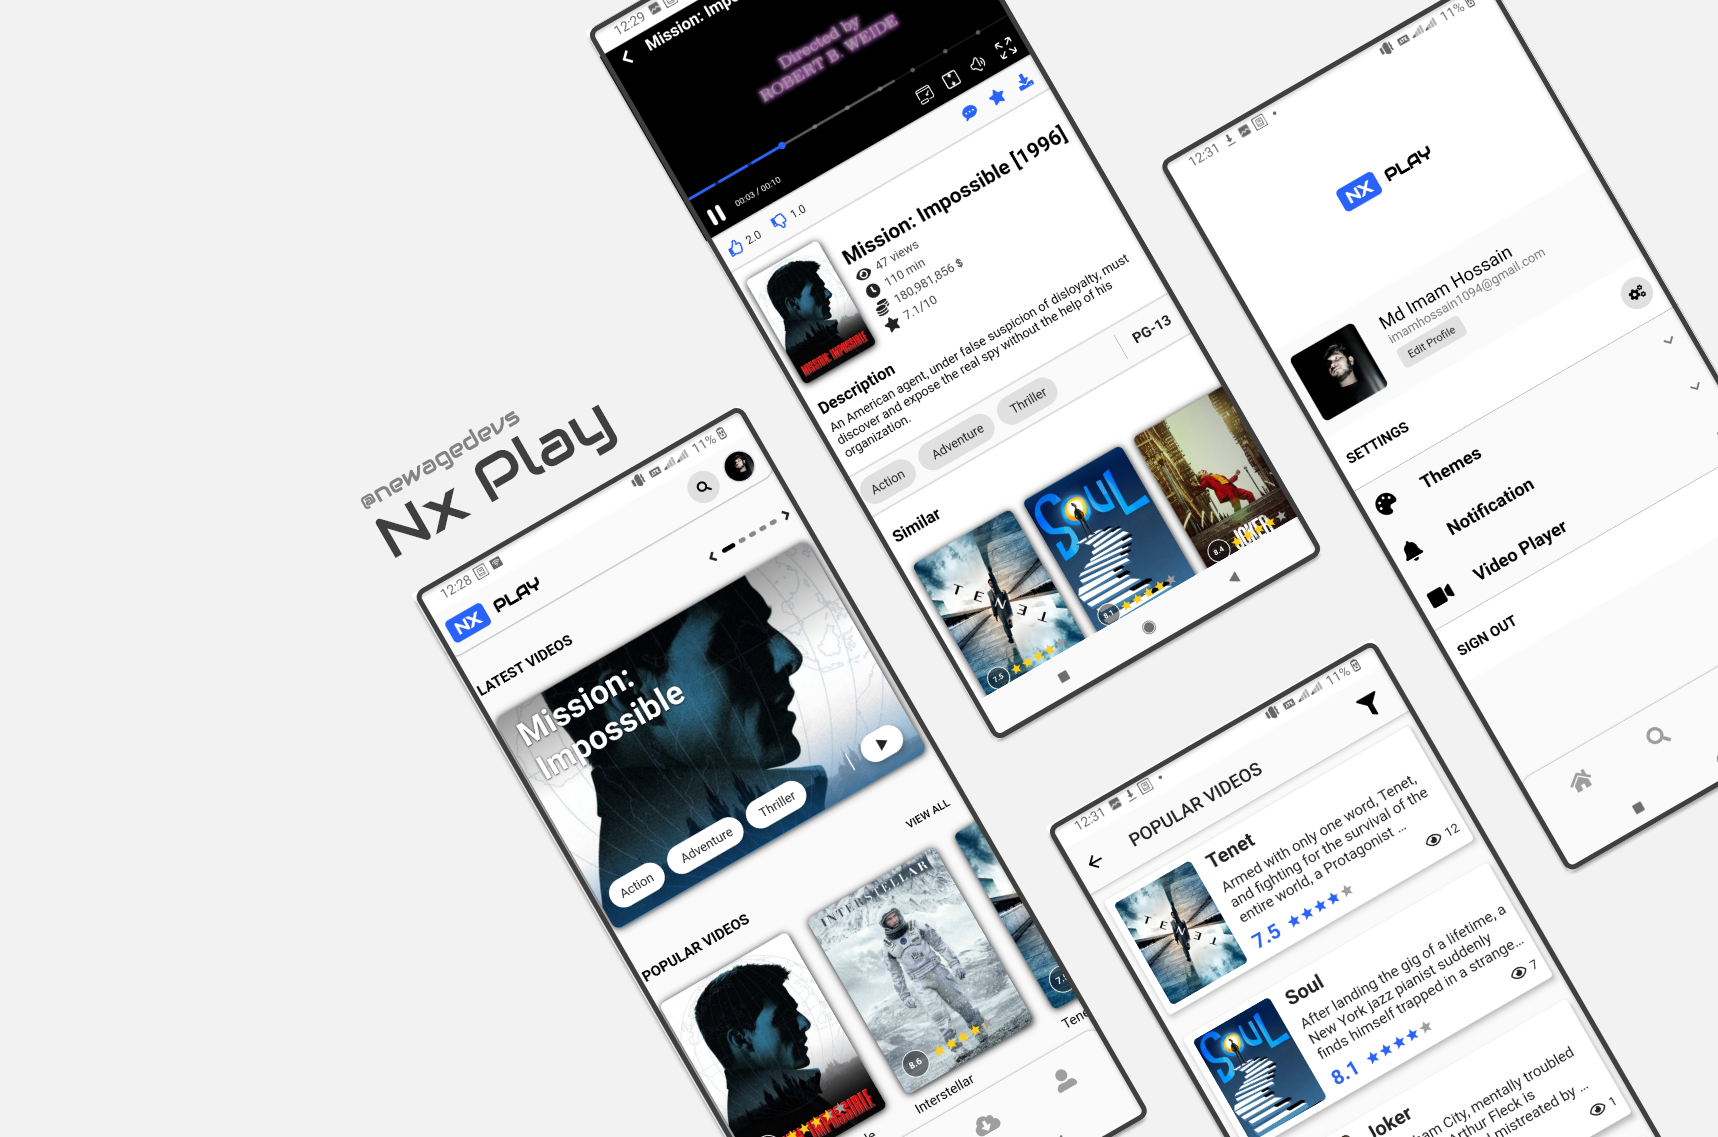 @newagedevs
Nx Play
12:28
11%
NX PLAY
LATEST VIDEOS
Mission:
Impossible
Action
Adventure
Thriller
VIEW ALL
POPULAR VIDEOS
INTERSTELLAR
8.6
Interstellar
IMPOSSIBLE
12:29
Directed by
ROBERT B. WEIDE
00:03 / 00:10
2.0
1.0
Mission: Impossible [1996]
47 views
110 min
180,981,856 $
7.1/10
MISSION: IMPOSSIBLE
Description
An American agent, under false suspicion of disloyalty, must
discover and expose the real spy without the help of his
organization.
PG-13
Action
Adventure
Thriller
Similar
TENET
7.5
SOUL
8.1
JOKER
8.4
12:31
11%
NX PLAY
Md Imam Hossain
imamhossain1094@gmail.com
Edit Profile
SETTINGS
Themes
Notification
Video Player
SIGN OUT
12:31
11%
POPULAR VIDEOS
TENET
Tenet
Armed with only one word, Tenet,
and fighting for the survival of the
entire world, a Protagonist ...
7.5
12
SOUL
Soul
After landing the gig of a lifetime, a
New York jazz pianist suddenly
finds himself trapped in a strange...
8.1
7
Joker
City, mentally troubled
Arthur Fleck is
mistreated by ...
1